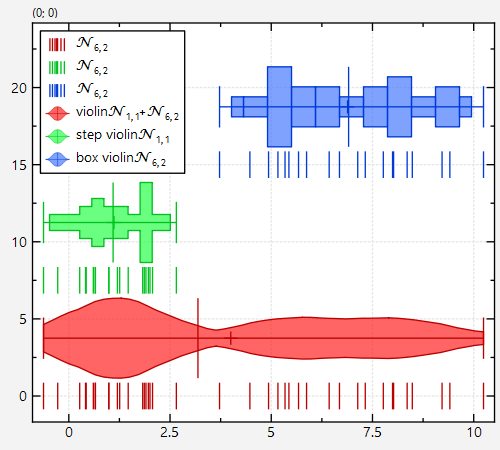 (0; 0)
𝒩6,2
𝒩6,2
𝒩6,2
violin𝒩1,1+𝒩6,2
step violin𝒩1,1
box violin𝒩6,2
20
15
10
5
0
0 2.5 5 7.5 10